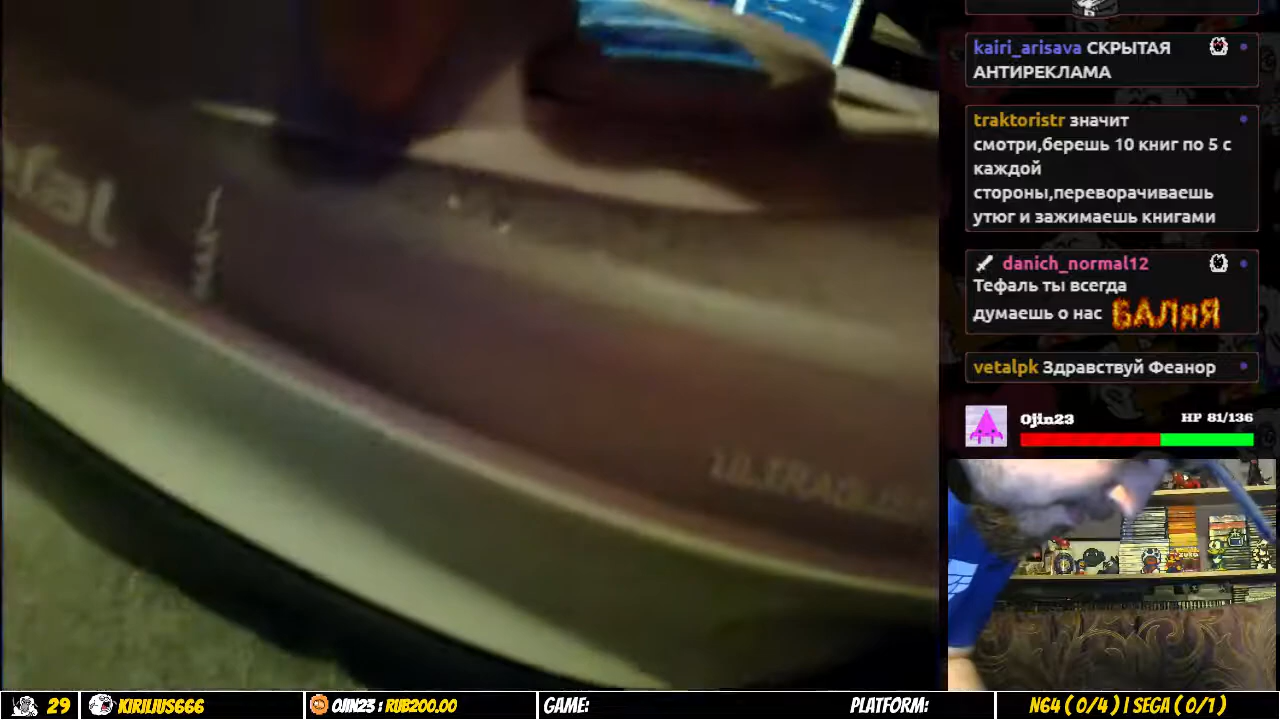 kairi_arisava СКРЫТАЯ
АНТИРЕКЛАМА
traktoristr значит
смотри,берешь 10 книг по 5 с
каждой
стороны,переворачиваешь
утюг и зажимаешь книгами
danich_normal12
Тефаль ты всегда
думаешь о нас БАЛЯЯ
vetalpk Здравствуй Феанор
Ojin23 HP 81/136
29 KIRILIUS666 OJIN23 : RUB200.00 GAME: PLATFORM: N64 ( 0/4 ) | SEGA ( 0/1 )